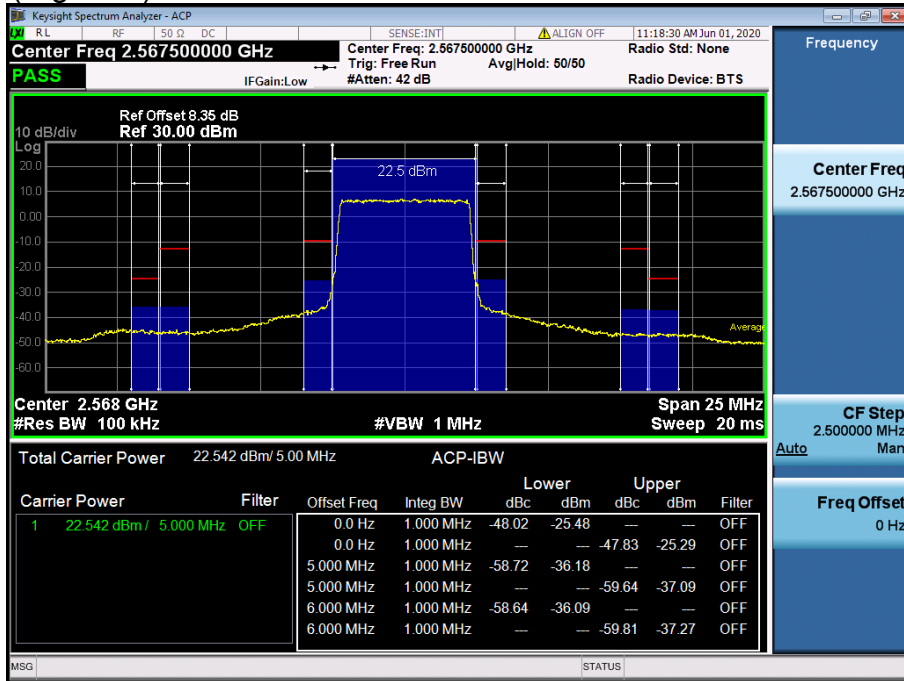 Keysight Spectrum Analyzer - ACP
LXI RL RF 50 Ω DC SENSE:INT ALIGN OFF 11:18:30 AM Jun 01, 2020
Center Freq 2.567500000 GHz Center Freq: 2.567500000 GHz Radio Std: None
Trig: Free Run Avg|Hold: 50/50
PASS IFGain:Low #Atten: 42 dB Radio Device: BTS
Ref Offset 8.35 dB
10 dB/div Ref 30.00 dBm
Log
20.0
22.5 dBm
10.0
0.00
-10.0
-20.0
-30.0
-40.0
Average
-50.0
-60.0
Center 2.568 GHz Span 25 MHz
#Res BW 100 kHz #VBW 1 MHz Sweep 20 ms
Total Carrier Power 22.542 dBm/ 5.00 MHz ACP-IBW
Lower Upper
Carrier Power Filter Offset Freq Integ BW dBc dBm dBc dBm Filter
1 22.542 dBm / 5.000 MHz OFF 0.0 Hz 1.000 MHz -48.02 -25.48 --- --- OFF
0.0 Hz 1.000 MHz --- --- -47.83 -25.29 OFF
5.000 MHz 1.000 MHz -58.72 -36.18 --- --- OFF
5.000 MHz 1.000 MHz --- --- -59.64 -37.09 OFF
6.000 MHz 1.000 MHz -58.64 -36.09 --- --- OFF
6.000 MHz 1.000 MHz --- --- -59.81 -37.27 OFF
MSG STATUS
Frequency
Center Freq
2.567500000 GHz
CF Step
2.500000 MHz
Auto Man
Freq Offset
0 Hz